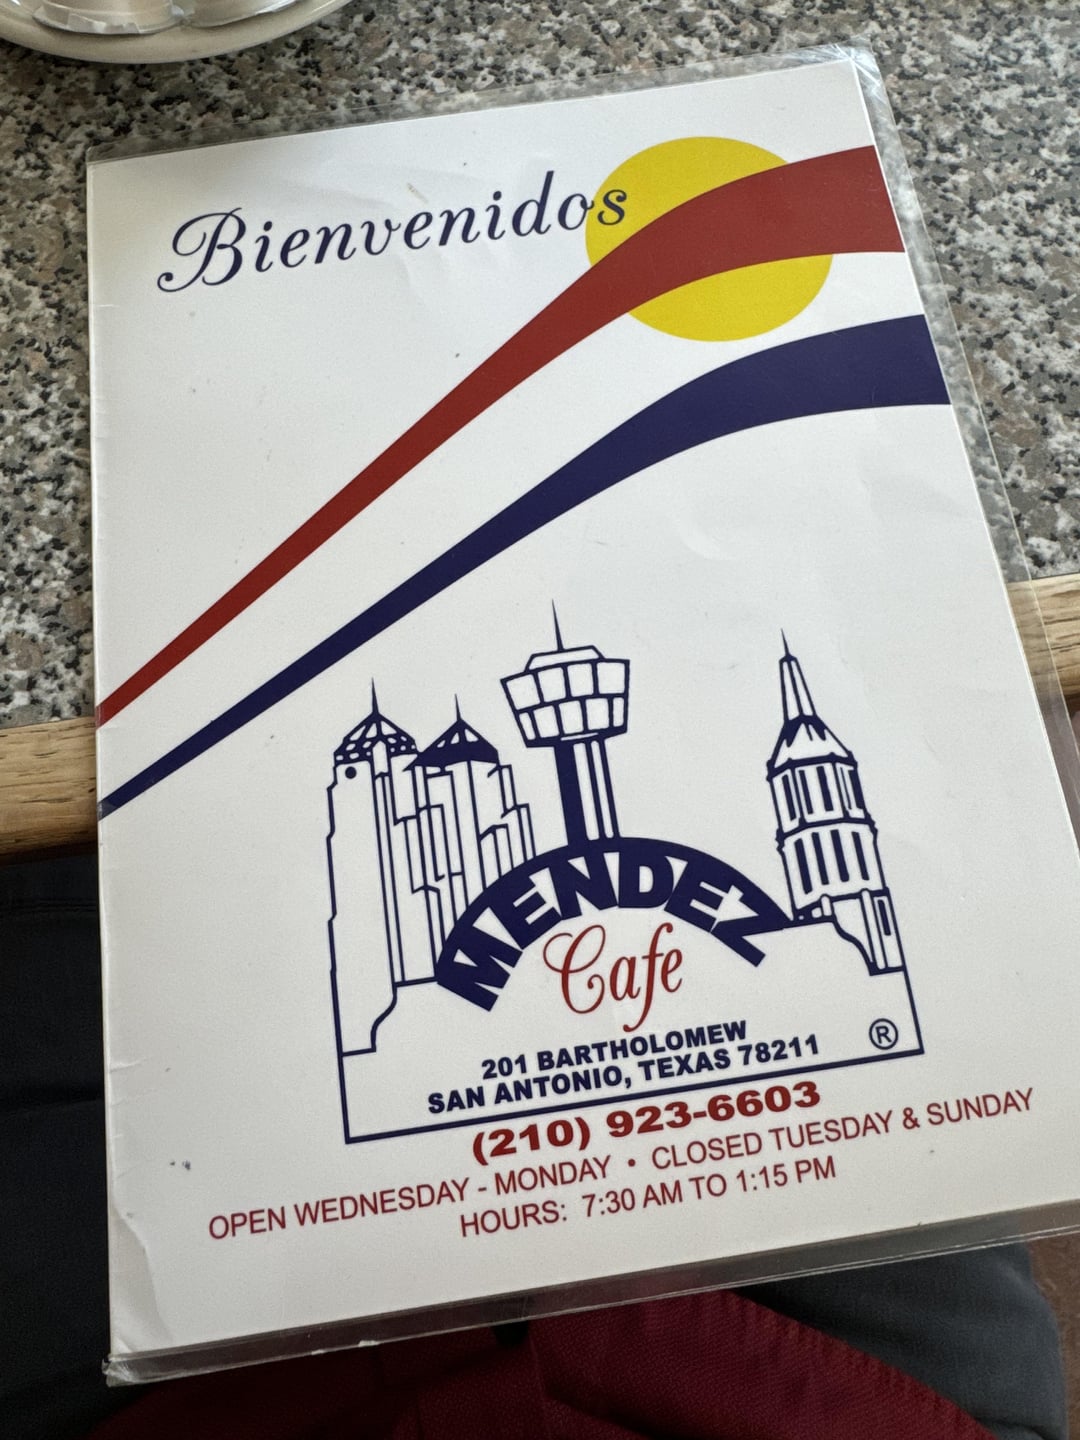 Bienvenidos
MENDEZ
Cafe
201 BARTHOLOMEW
SAN ANTONIO, TEXAS 78211
®
(210) 923-6603
OPEN WEDNESDAY - MONDAY • CLOSED TUESDAY & SUNDAY
HOURS: 7:30 AM TO 1:15 PM